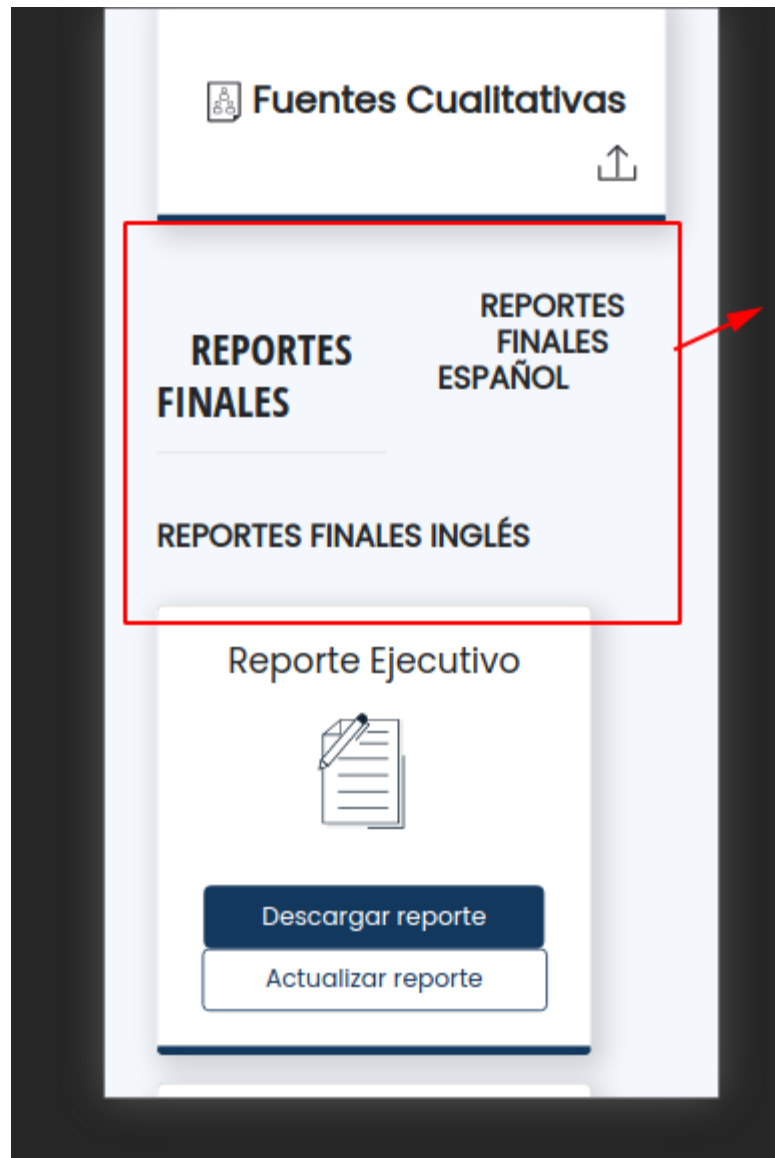 Fuentes Cualitativas
REPORTES
FINALES
REPORTES
FINALES
ESPAÑOL
REPORTES FINALES INGLÉS
Reporte Ejecutivo
Descargar reporte
Actualizar reporte